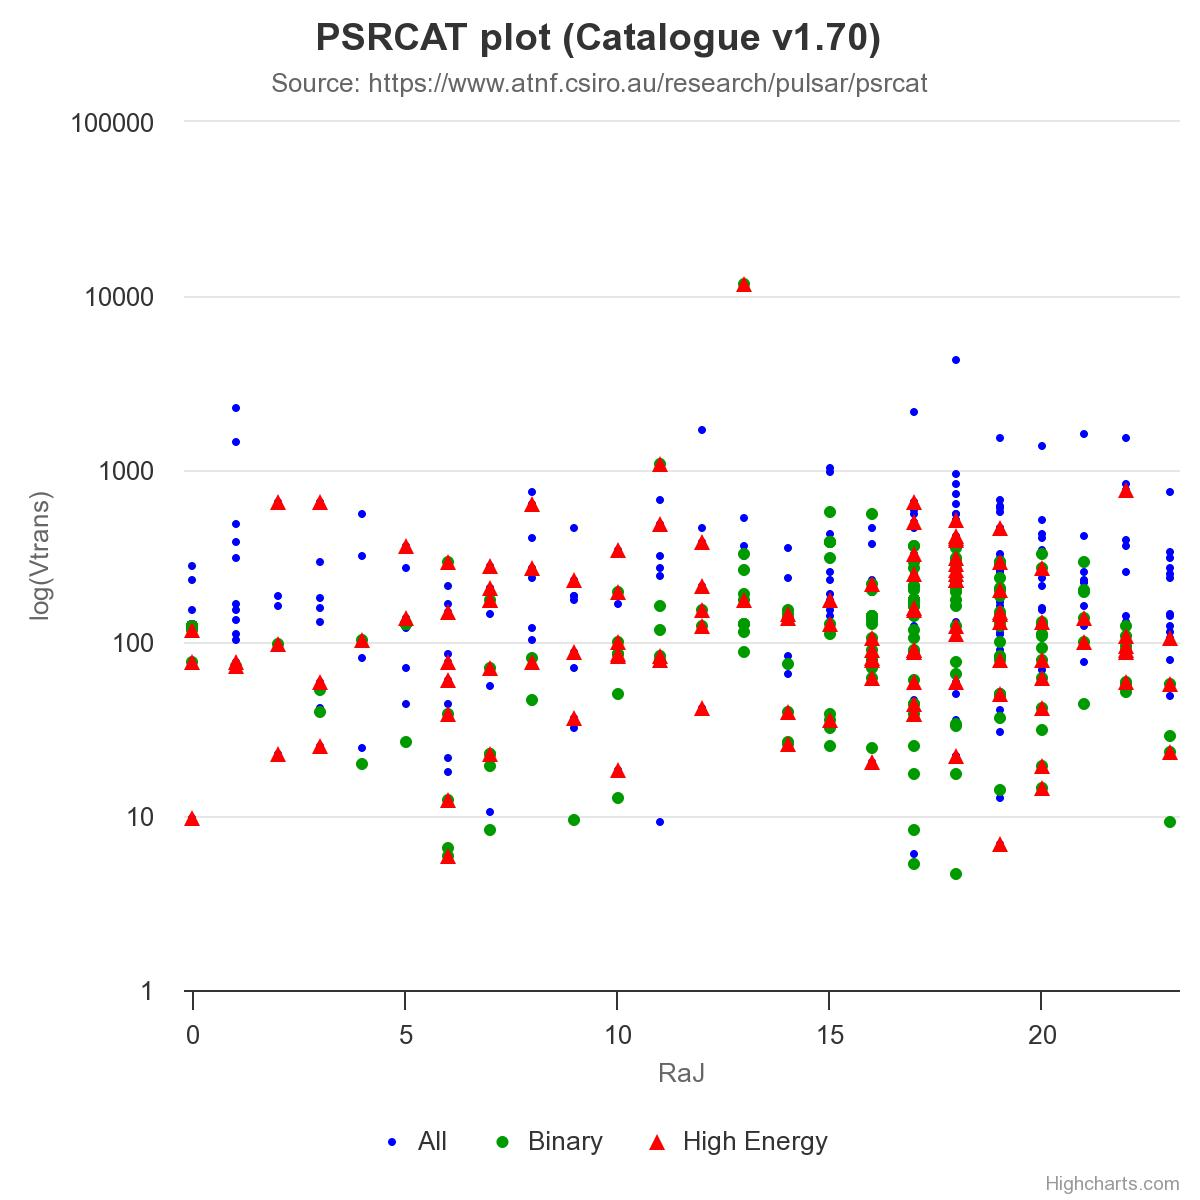 PSRCAT plot (Catalogue v1.70)
Source: https://www.atnf.csiro.au/research/pulsar/psrcat
100000
10000
1000
100
10
1
log(Vtrans)
0 5 10 15 20
RaJ
All Binary High Energy
Highcharts.com